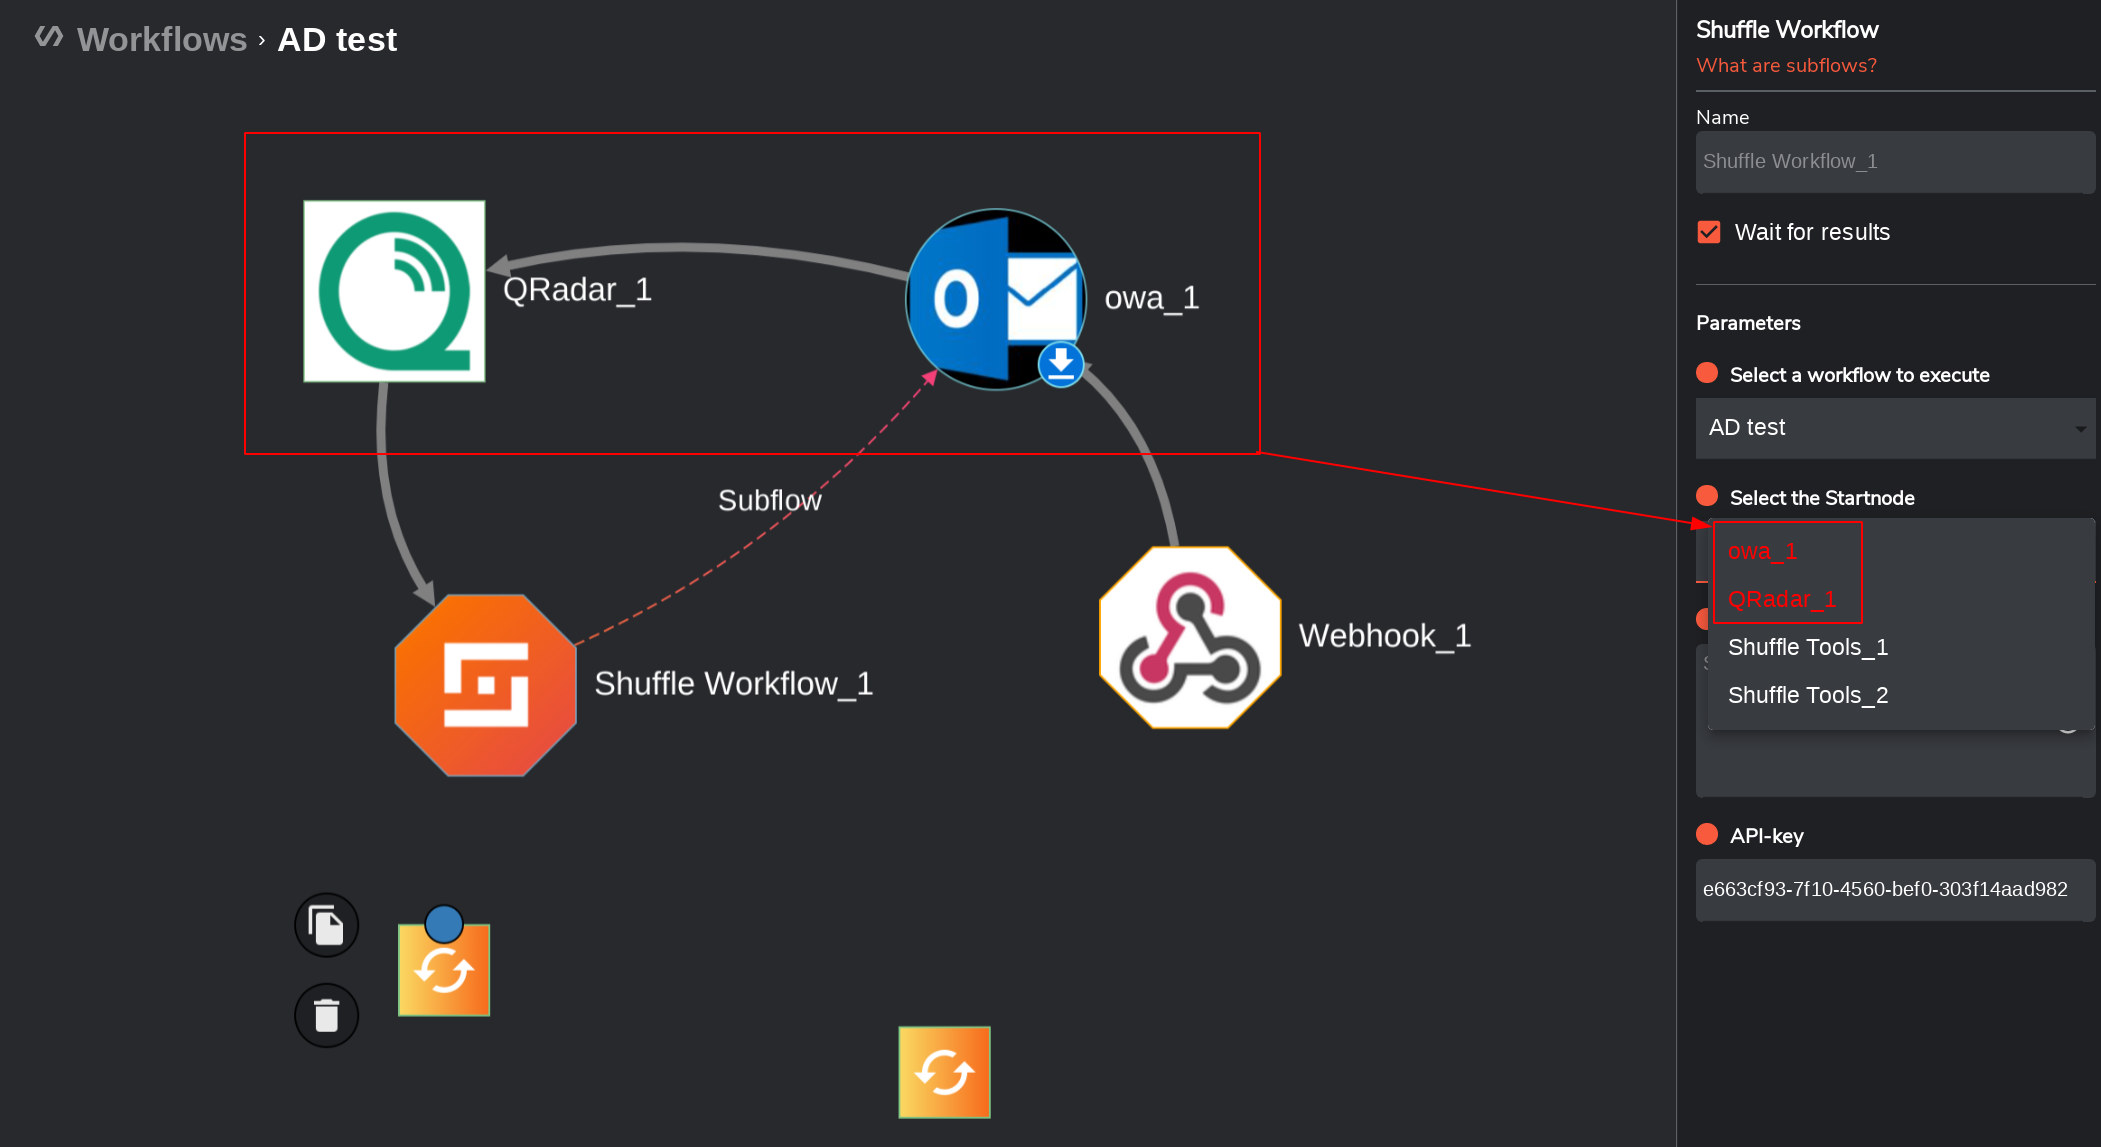 Workflows › AD test
QRadar_1
owa_1
Subflow
Shuffle Workflow_1
Webhook_1
Shuffle Workflow
What are subflows?
Name
Shuffle Workflow_1
Wait for results
Parameters
Select a workflow to execute
AD test
Select the Startnode
owa_1
QRadar_1
Shuffle Tools_1
Shuffle Tools_2
API-key
e663cf93-7f10-4560-bef0-303f14aad982